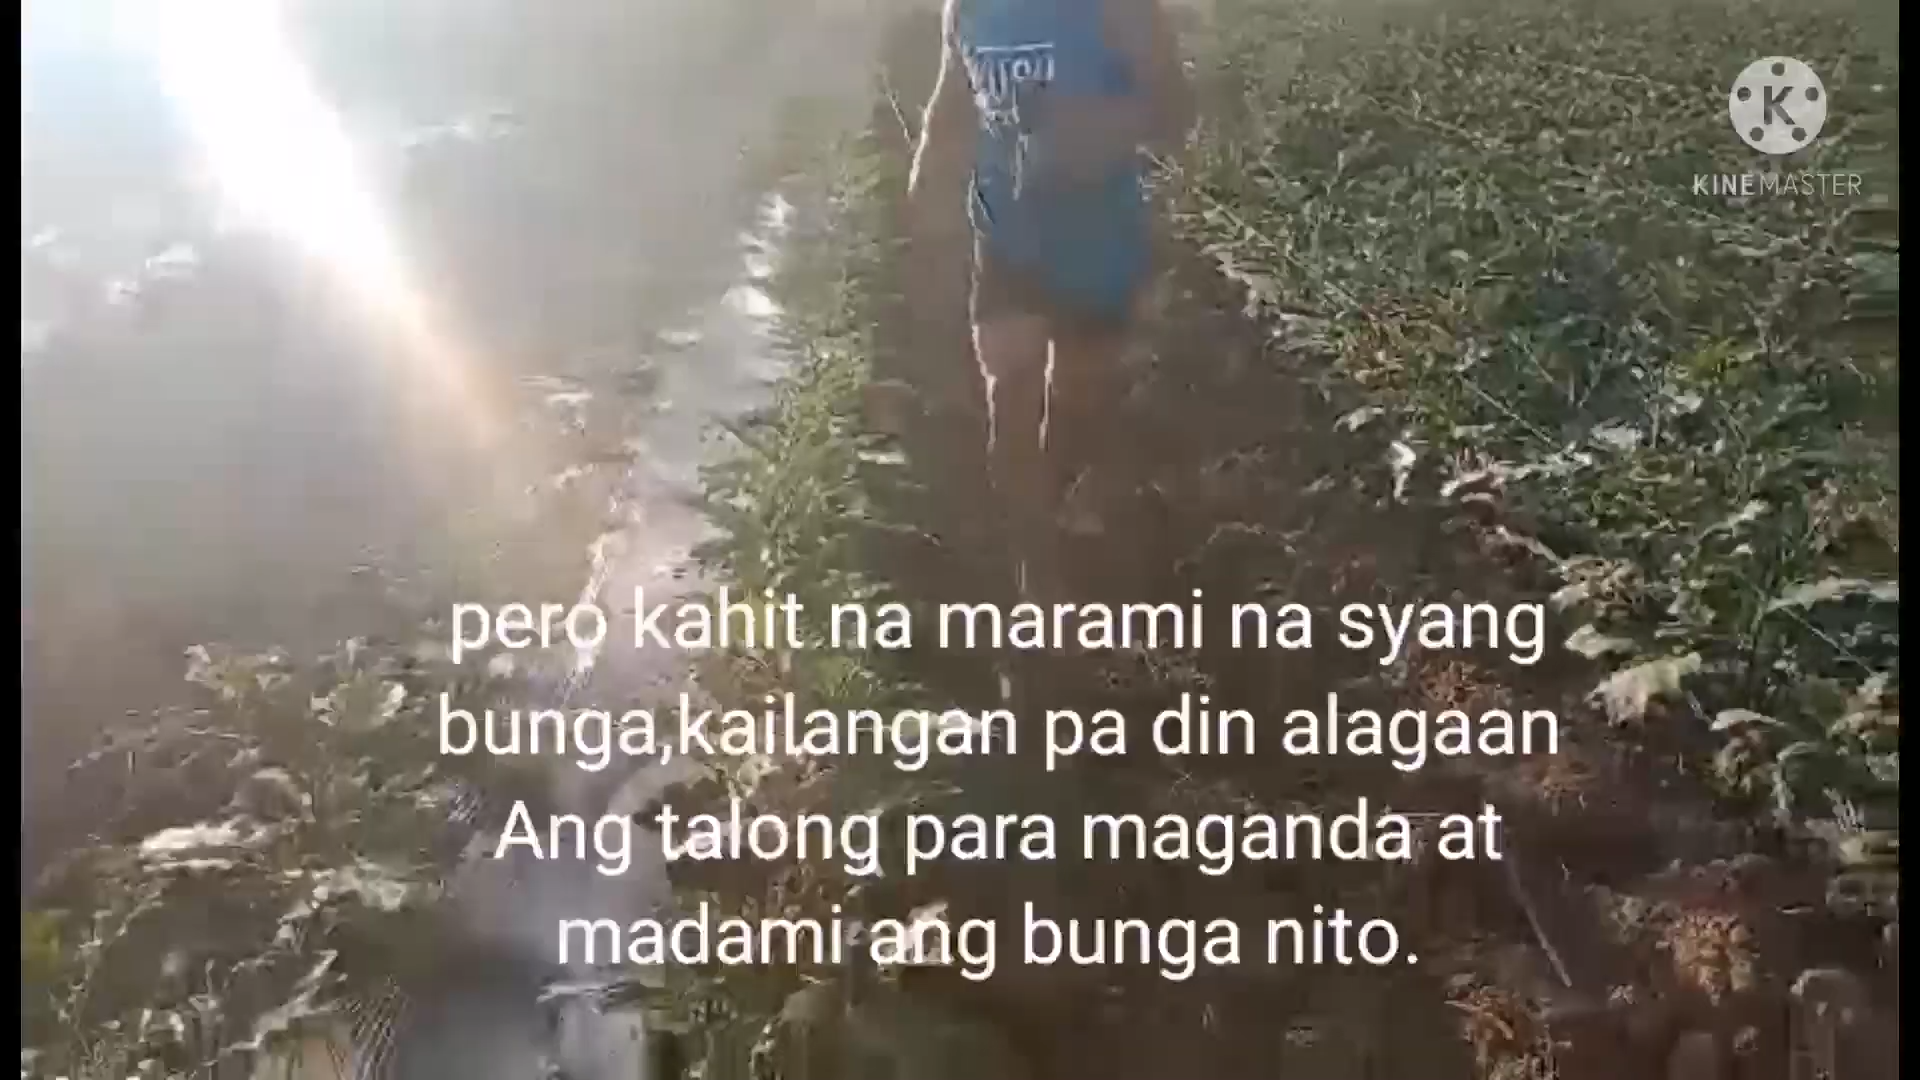 KINEMASTER
pero kahit na marami na syang
bunga,kailangan pa din alagaan
Ang talong para maganda at
madami ang bunga nito.